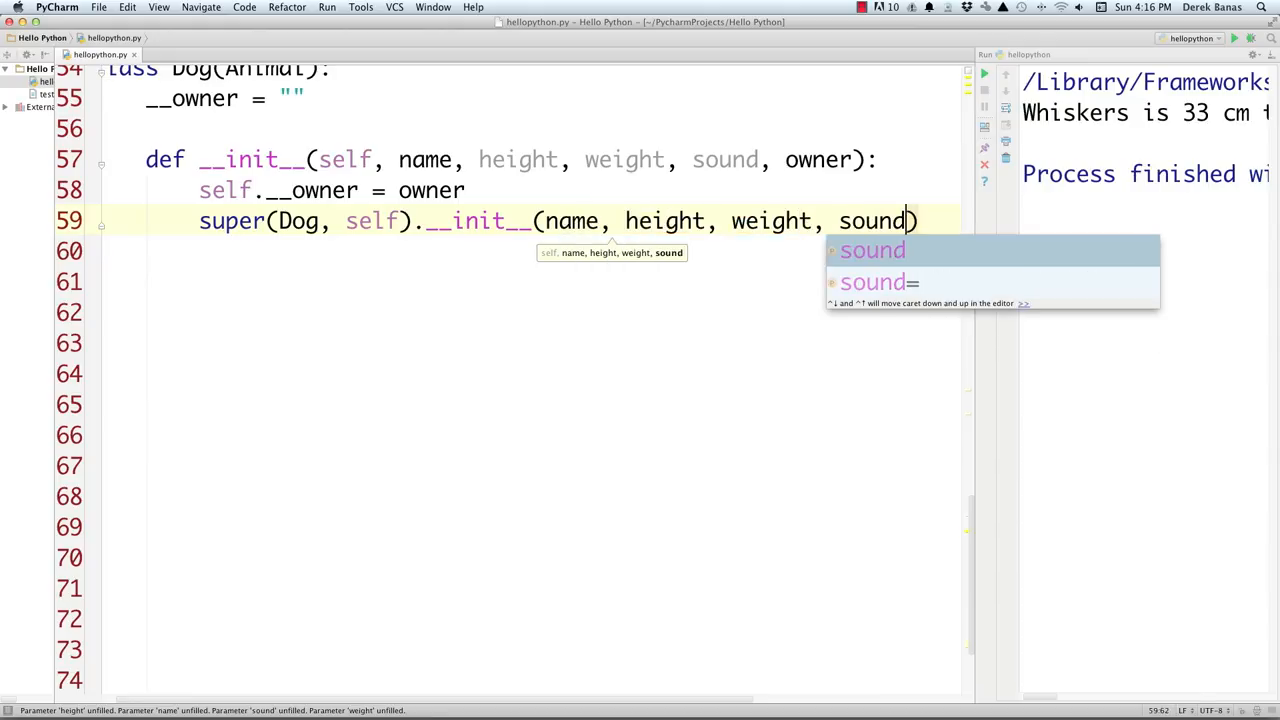 PyCharm File Edit View Navigate Code Refactor Run Tools VCS Window Help 10 Sun 4:16 PM Derek Banas
hellopython.py - Hello Python - [~/PycharmProjects/Hello Python]
Hello Python hellopython.py hellopython
hellopython.py Run hellopython
Hello P
hell
test
Extern
54 lass Dog(Animal):
55 __owner = ""
56
57 def __init__(self, name, height, weight, sound, owner):
58 self.__owner = owner
59 super(Dog, self).__init__(name, height, weight, sound)
self, name, height, weight, sound
sound
sound=
^↓ and ^↑ will move caret down and up in the editor >>
60
61
62
63
64
65
66
67
68
69
70
71
72
73
74
/Library/Frameworks
Whiskers is 33 cm t
Process finished wi
Parameter 'height' unfilled. Parameter 'name' unfilled. Parameter 'sound' unfilled. Parameter 'weight' unfilled. 59:62 LF UTF-8